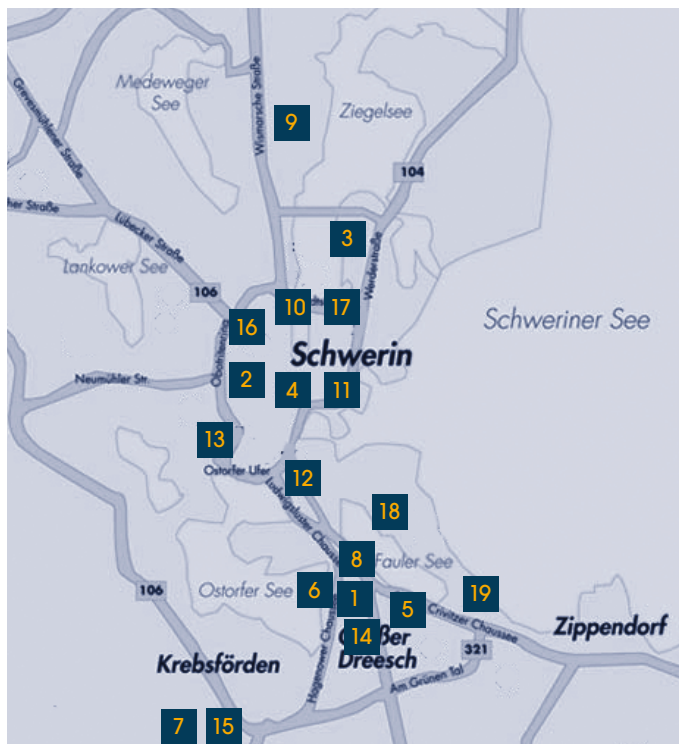 Medeweger
See
Wismarsche Straße
9
Ziegelsee
Grevesmühlener Straße
104
her Straße
Lübecker Straße
3
Werderstraße
Lankower See
106
10
17
16
Schweriner See
Schwerin
Obotritenring
Neumühler Str.
2
4
11
13
Ostorfer Ufer
12
Ludwigsluster Chaussee
18
8
Fauler See
106
Ostorfer See
6
1
5
19
Crivitzer Chaussee
Zippendorf
14
Dreesch
321
Krebsförden
Hagenower Chaussee
Am Grünen Tal
7
15